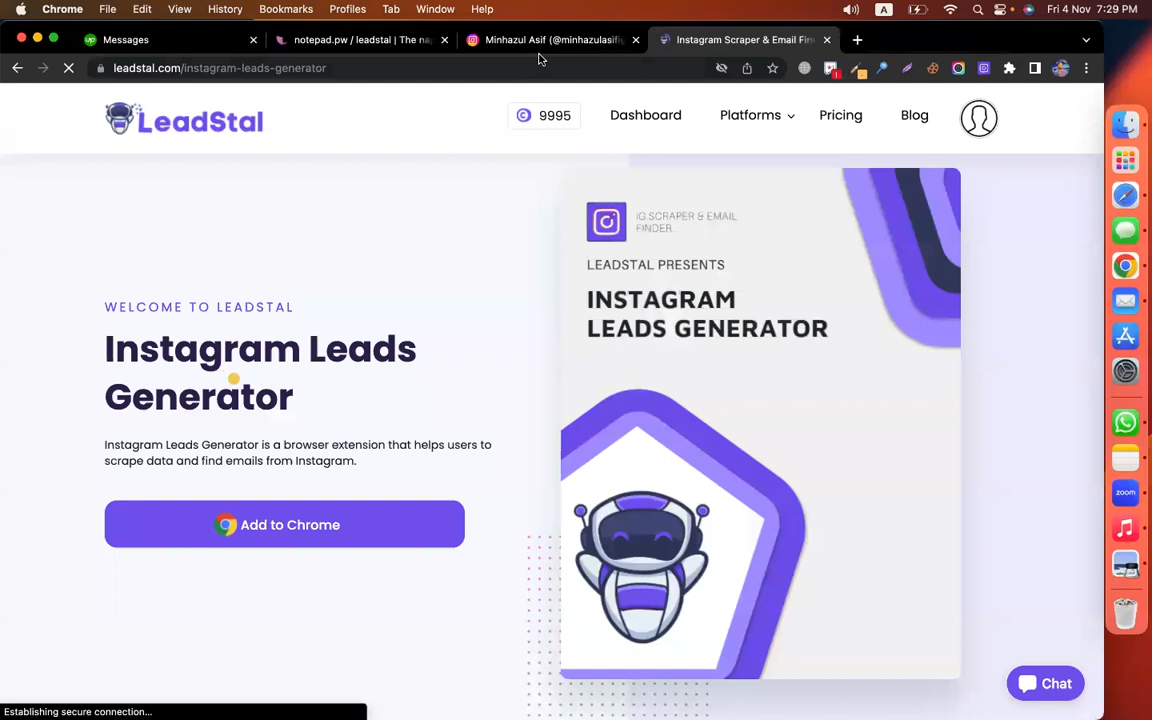 Chrome File Edit View History Bookmarks Profiles Tab Window Help A Fri 4 Nov 7:29 PM
up Messages notepad.pw / leadstal | The na Minhazul Asif (@minhazulasifiy Instagram Scraper & Email Fin
leadstal.com/instagram-leads-generator
LeadStal
9995 Dashboard Platforms Pricing Blog
IG SCRAPER & EMAIL
FINDER...
LEADSTAL PRESENTS
INSTAGRAM
LEADS GENERATOR
WELCOME TO LEADSTAL
Instagram Leads
Generator
Instagram Leads Generator is a browser extension that helps users to
scrape data and find emails from Instagram.
Add to Chrome
zoom
Chat
Establishing secure connection...